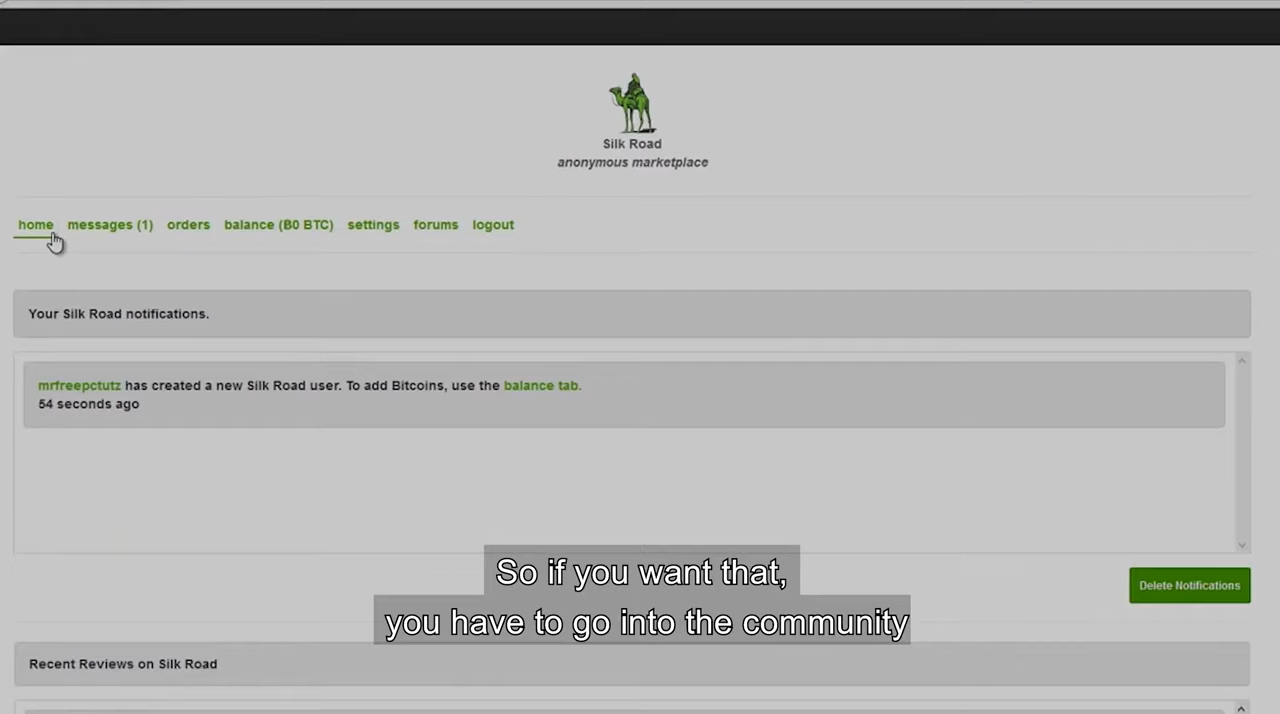 Silk Road
anonymous marketplace
home messages (1) orders balance (Ƀ0 BTC) settings forums logout
Your Silk Road notifications.
mrfreepctutz has created a new Silk Road user. To add Bitcoins, use the balance tab.
54 seconds ago
So if you want that,
Delete Notifications
you have to go into the community
Recent Reviews on Silk Road